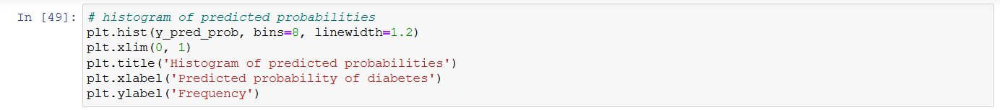 In [49]: # histogram of predicted probabilities
plt.hist(y_pred_prob, bins=8, linewidth=1.2)
plt.xlim(0, 1)
plt.title('Histogram of predicted probabilities')
plt.xlabel('Predicted probability of diabetes')
plt.ylabel('Frequency')